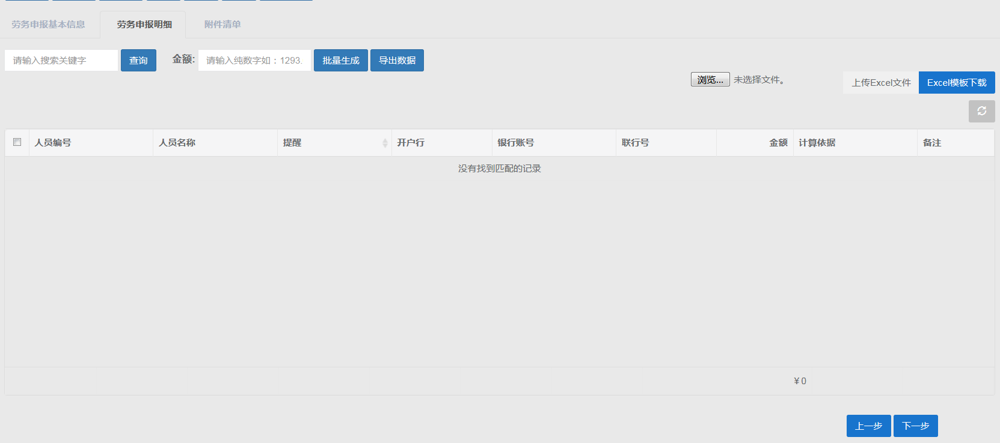 劳务申报基本信息 劳务申报明细 附件清单
请输入搜索关键字 查询 金额: 请输入纯数字如：1293. 批量生成 导出数据
浏览... 未选择文件。 上传Excel文件 Excel模板下载
人员编号 人员名称 提醒 开户行 银行账号 联行号 金额 计算依据 备注
没有找到匹配的记录
¥0
上一步 下一步